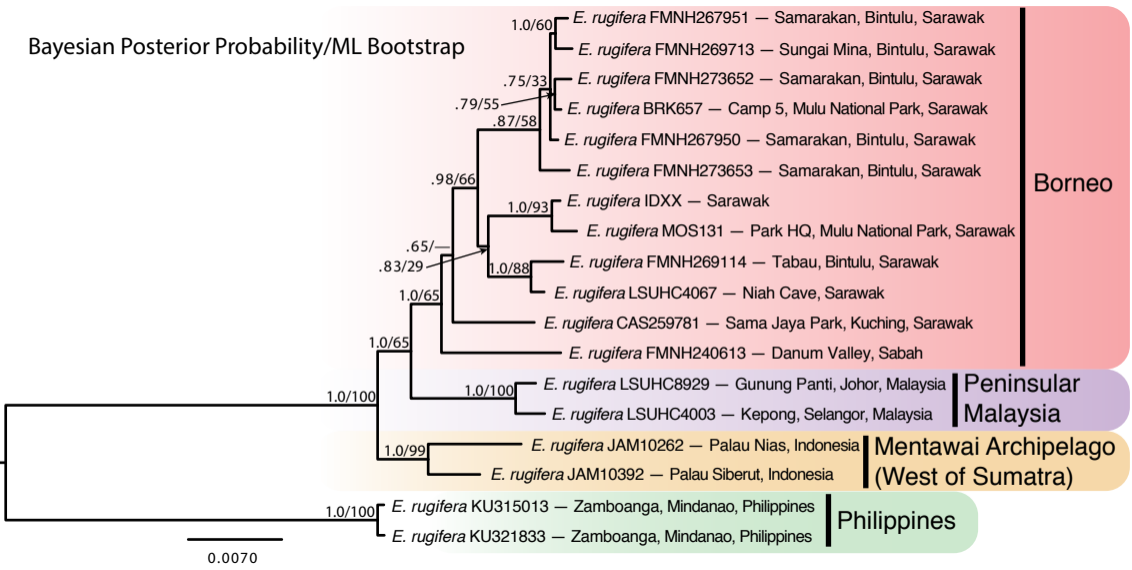 Bayesian Posterior Probability/ML Bootstrap
1.0/60
E. rugifera FMNH267951 — Samarakan, Bintulu, Sarawak
E. rugifera FMNH269713 — Sungai Mina, Bintulu, Sarawak
.75/33
E. rugifera FMNH273652 — Samarakan, Bintulu, Sarawak
.79/55
E. rugifera BRK657 — Camp 5, Mulu National Park, Sarawak
.87/58
E. rugifera FMNH267950 — Samarakan, Bintulu, Sarawak
E. rugifera FMNH273653 — Samarakan, Bintulu, Sarawak
.98/66
Borneo
E. rugifera IDXX — Sarawak
1.0/93
E. rugifera MOS131 — Park HQ, Mulu National Park, Sarawak
.65/—
.83/29
1.0/88
E. rugifera FMNH269114 — Tabau, Bintulu, Sarawak
E. rugifera LSUHC4067 — Niah Cave, Sarawak
1.0/65
E. rugifera CAS259781 — Sama Jaya Park, Kuching, Sarawak
1.0/65
E. rugifera FMNH240613 — Danum Valley, Sabah
1.0/100
1.0/100
E. rugifera LSUHC8929 — Gunung Panti, Johor, Malaysia
E. rugifera LSUHC4003 — Kepong, Selangor, Malaysia
Peninsular
Malaysia
1.0/99
E. rugifera JAM10262 — Palau Nias, Indonesia
E. rugifera JAM10392 — Palau Siberut, Indonesia
Mentawai Archipelago
(West of Sumatra)
1.0/100
E. rugifera KU315013 — Zamboanga, Mindanao, Philippines
E. rugifera KU321833 — Zamboanga, Mindanao, Philippines
Philippines
0.0070